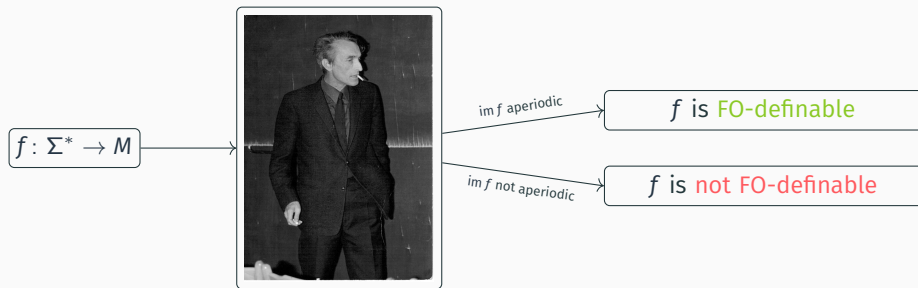 f: Σ* → M
im f aperiodic
f is FO-definable
im f not aperiodic
f is not FO-definable